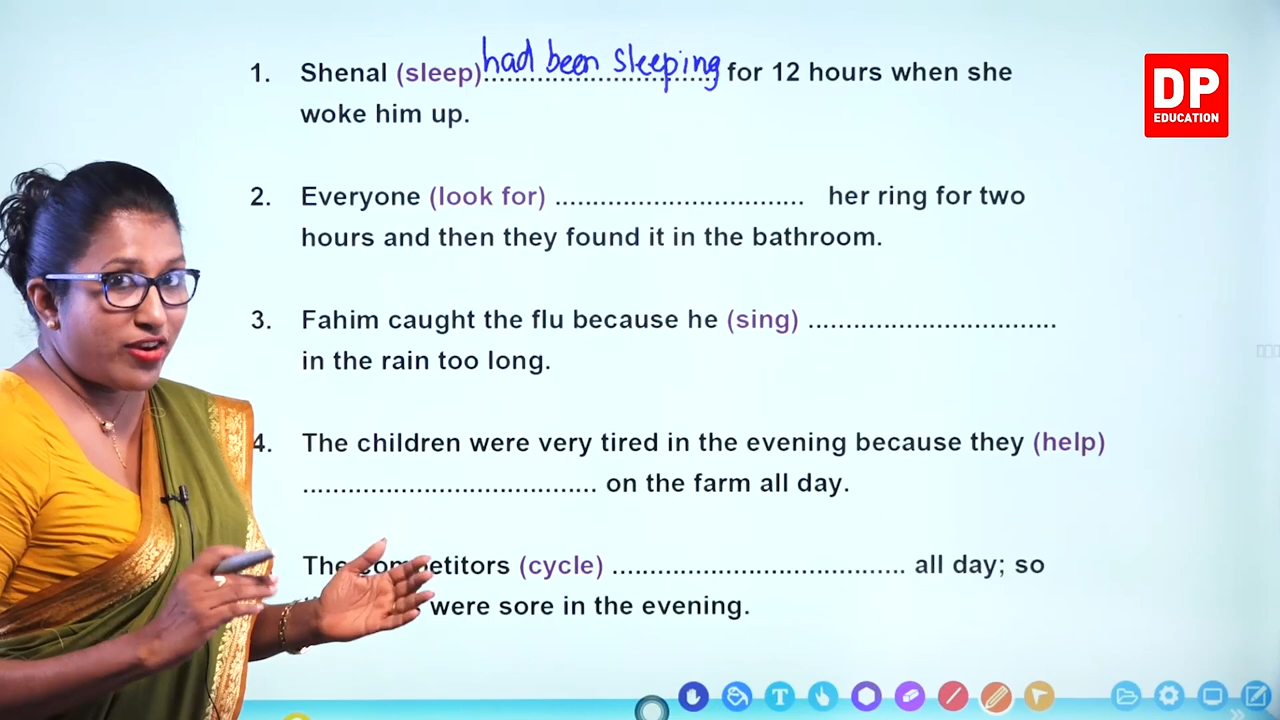 1. Shenal (sleep) had been sleeping for 12 hours when she
woke him up.
2. Everyone (look for) ................................. her ring for two
hours and then they found it in the bathroom.
3. Fahim caught the flu because he (sing) .................................
in the rain too long.
4. The children were very tired in the evening because they (help)
....................................... on the farm all day.
The competitors (cycle) ....................................... all day; so
were sore in the evening.
DP
EDUCATION